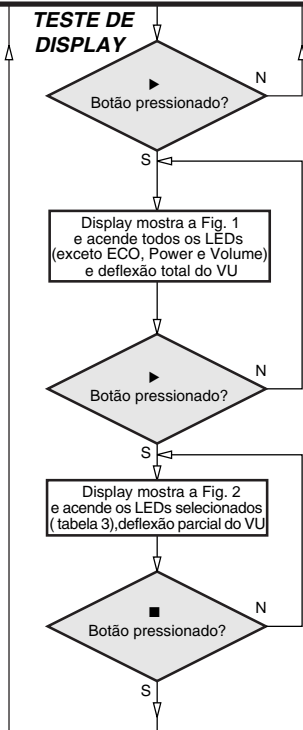 TESTE DE
DISPLAY
▶
Botão pressionado?
N
S
Display mostra a Fig. 1
e acende todos os LEDs
(exceto ECO, Power e Volume)
e deflexão total do VU
▶
Botão pressionado?
N
S
Display mostra a Fig. 2
e acende os LEDs selecionados
( tabela 3),deflexão parcial do VU
■
Botão pressionado?
N
S